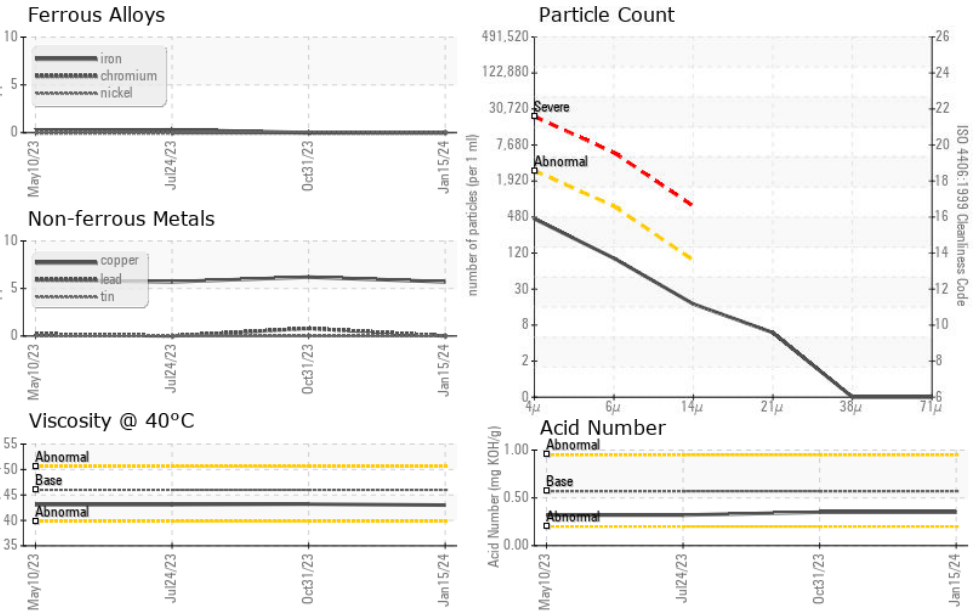 Ferrous Alloys
10
5
0
iron
chromium
nickel
May10/23
Jul24/23
Oct31/23
Jan15/24
Non-ferrous Metals
10
5
0
copper
lead
tin
May10/23
Jul24/23
Oct31/23
Jan15/24
Viscosity @ 40°C
55
50
45
40
35
Abnormal
Base
Abnormal
May10/23
Jul24/23
Oct31/23
Jan15/24
Particle Count
number of particles (per 1 ml)
491,520
122,880
30,720
7,680
1,920
480
120
30
8
2
0
Severe
Abnormal
4µ
6µ
14µ
21µ
38µ
71µ
26
24
22
20
18
16
14
12
10
8
6
ISO 4406:1999 Cleanliness Code
Acid Number
Acid Number (mg KOH/g)
1.00
0.50
0.00
Abnormal
Base
Abnormal
May10/23
Jul24/23
Oct31/23
Jan15/24